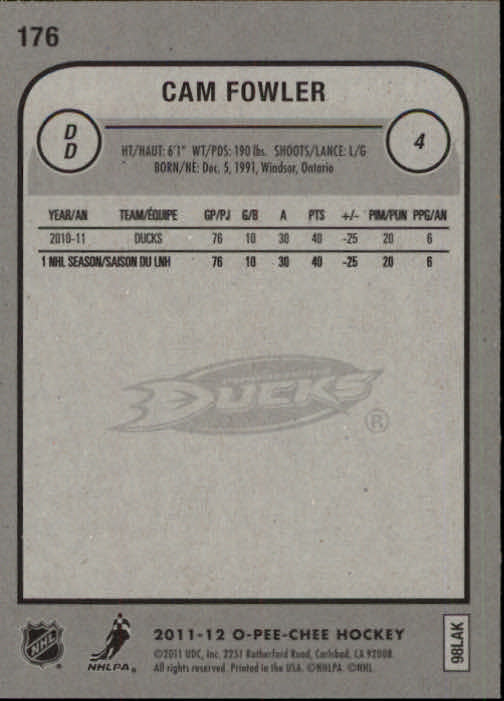 176
CAM FOWLER
D
D
4
HT/HAUT: 6'1" WT/PDS: 190 lbs. SHOOTS/LANCE: L/G
BORN/NE: Dec. 5, 1991, Windsor, Ontario
YEAR/AN TEAM/ÉQUIPE GP/PJ G/B A PTS +/- PIM/PUN PPG/AN
2010-11 DUCKS 76 10 30 40 -25 20 6
1 NHL SEASON/SAISON DU LNH 76 10 30 40 -25 20 6
DUCKS ®
NHL
NHLPA.
2011-12 O-PEE-CHEE HOCKEY
©2011 UDC, Inc. 2251 Rutherford Road, Carlsbad, CA 92008.
All rights reserved. Printed in the USA. ©NHLPA. ©NHL
98LAK